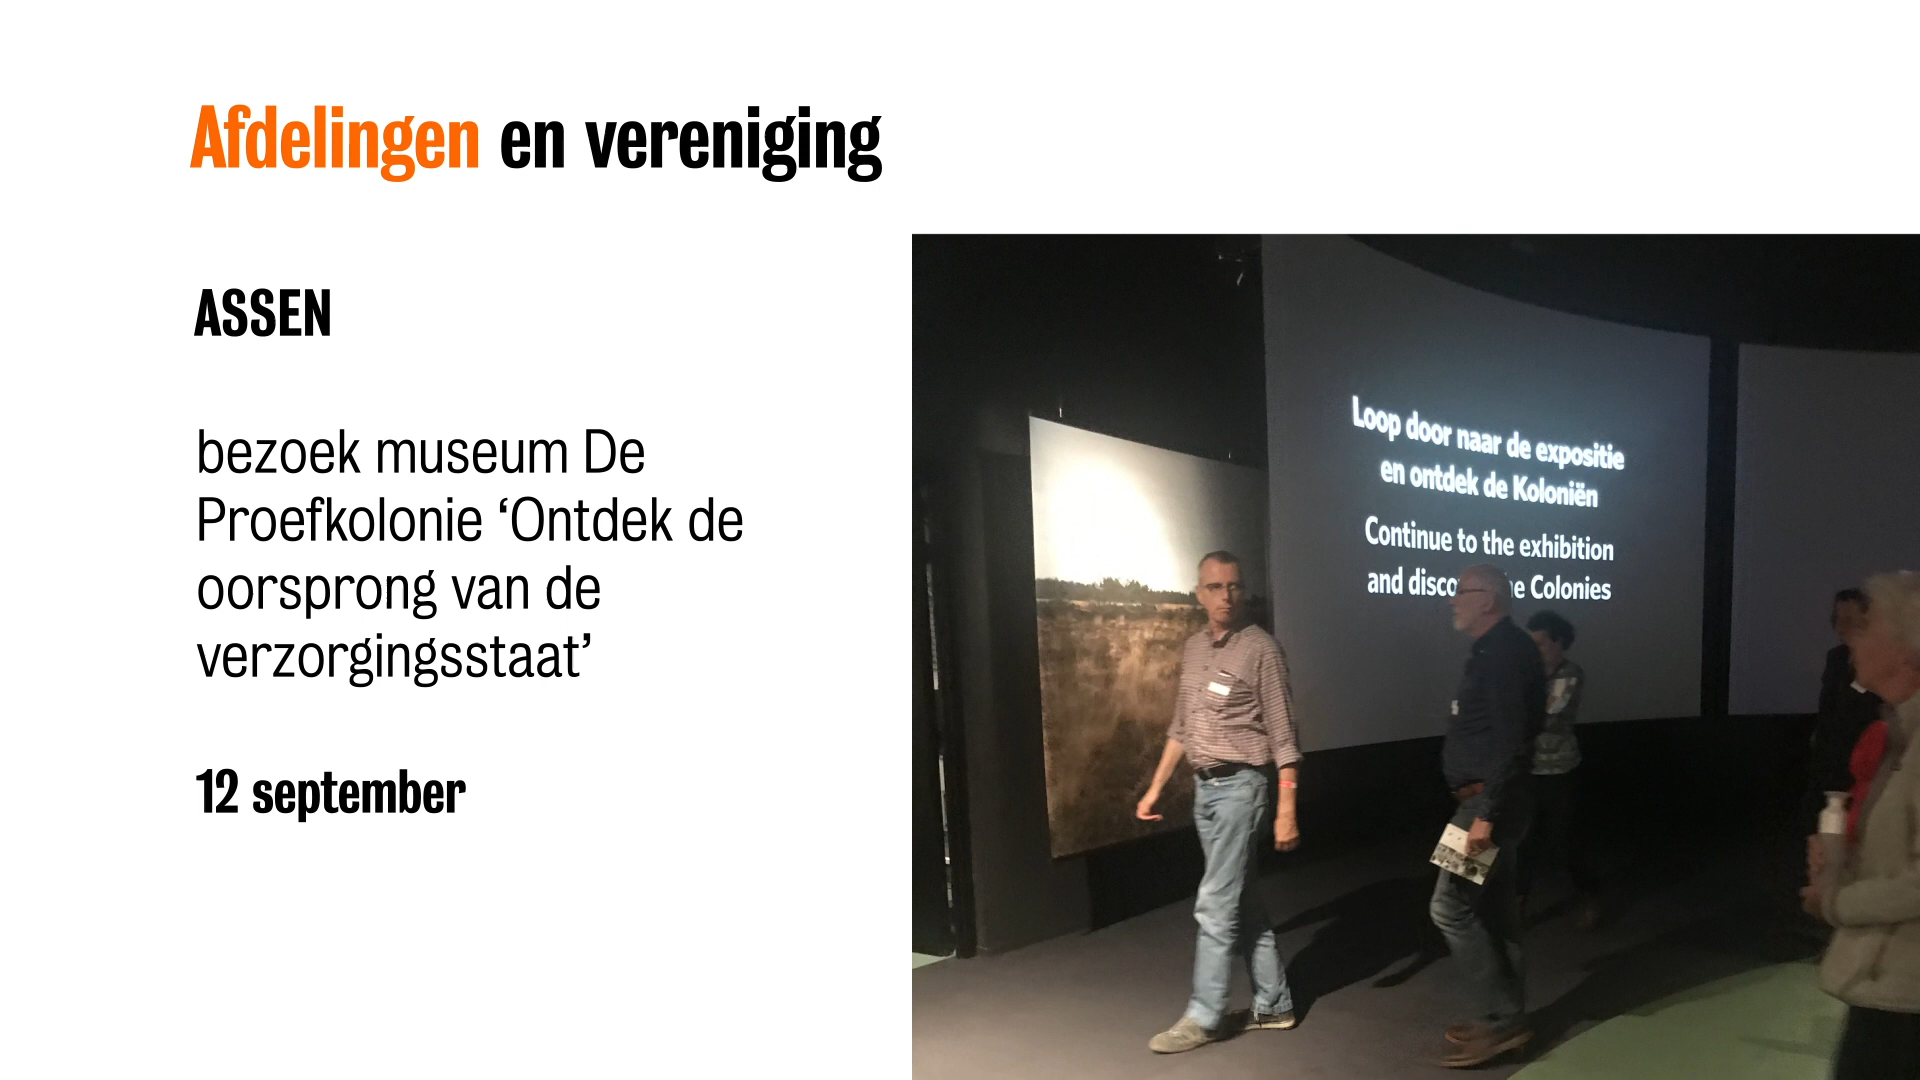 Afdelingen en vereniging
ASSEN
bezoek museum De
Proefkolonie ‘Ontdek de
oorsprong van de
verzorgingsstaat’
12 september
Loop door naar de expositie
en ontdek de Koloniën
Continue to the exhibition
and Colonies